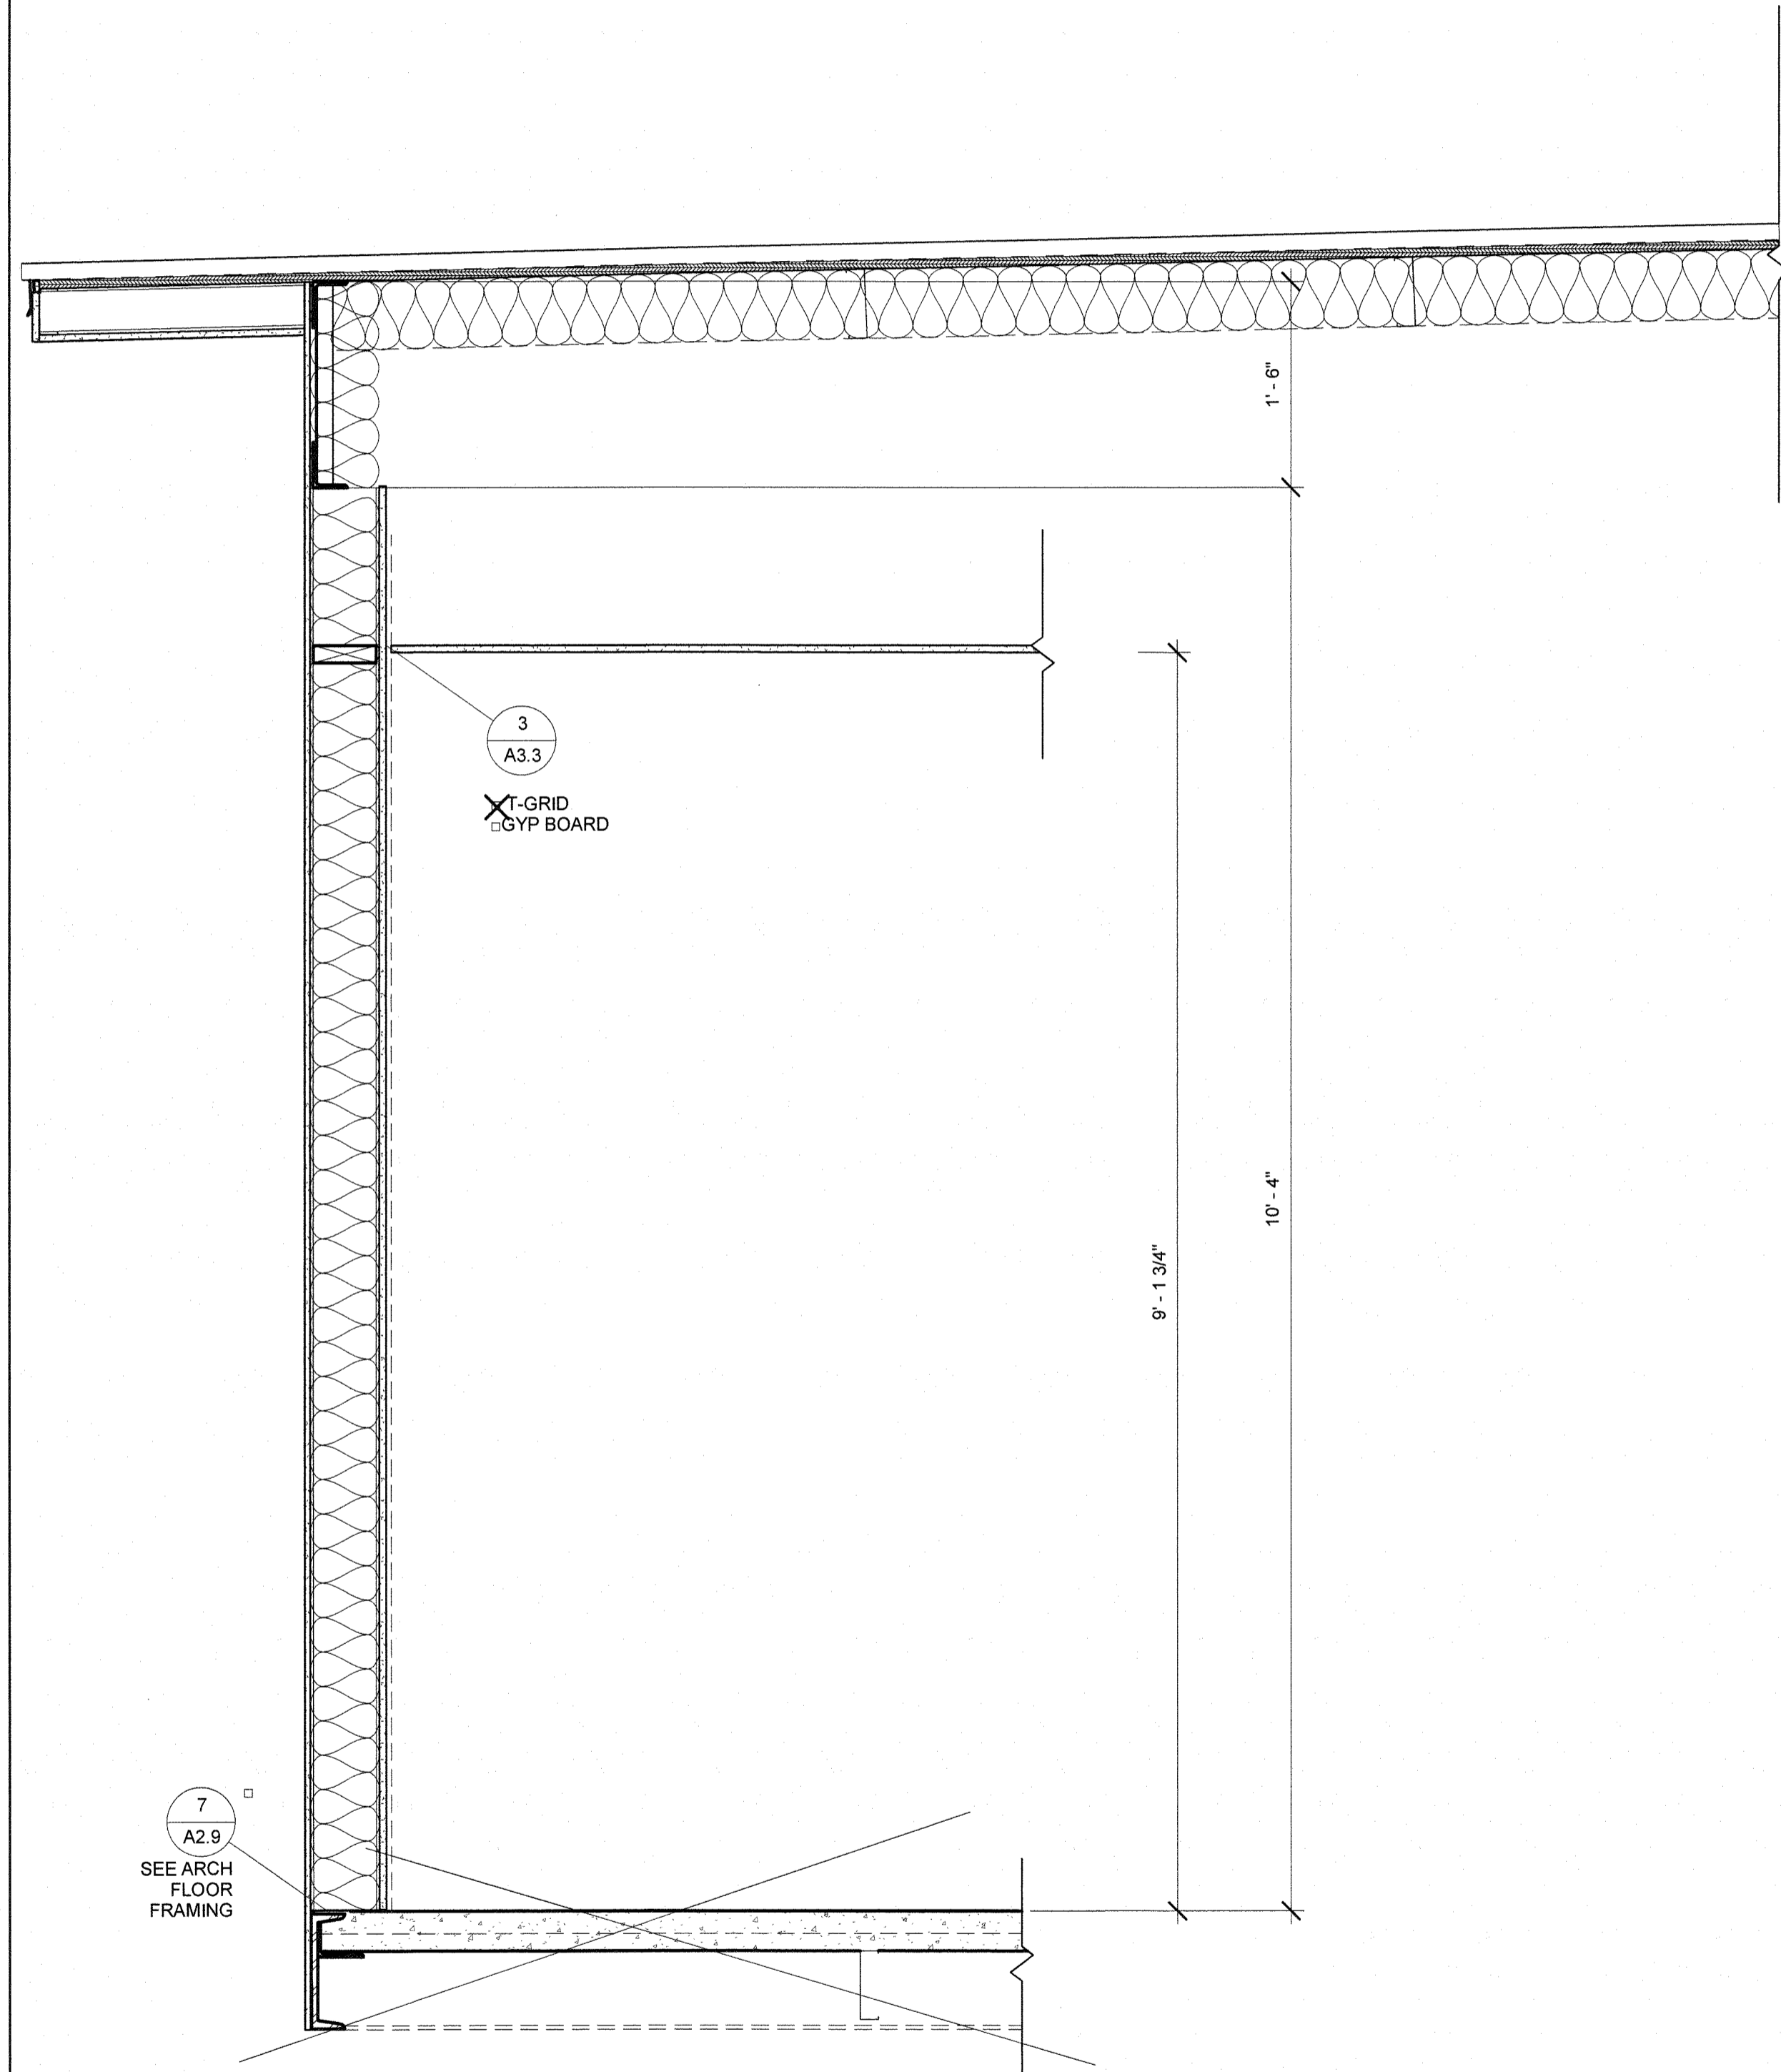 1' - 6"
3
A3.3
T-GRID
GYP BOARD
10' - 4"
9' - 1 3/4"
7
A2.9
SEE ARCH
FLOOR
FRAMING